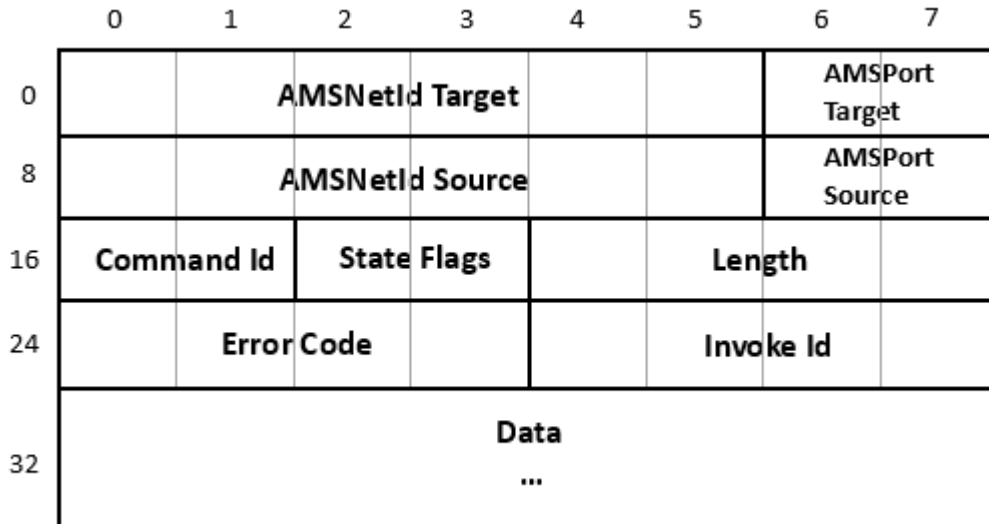 0 1 2 3 4 5 6 7
0 AMSNetId Target AMSPort
Target
8 AMSNetId Source AMSPort
Source
16 Command Id State Flags Length
24 Error Code Invoke Id
Data
32 ...